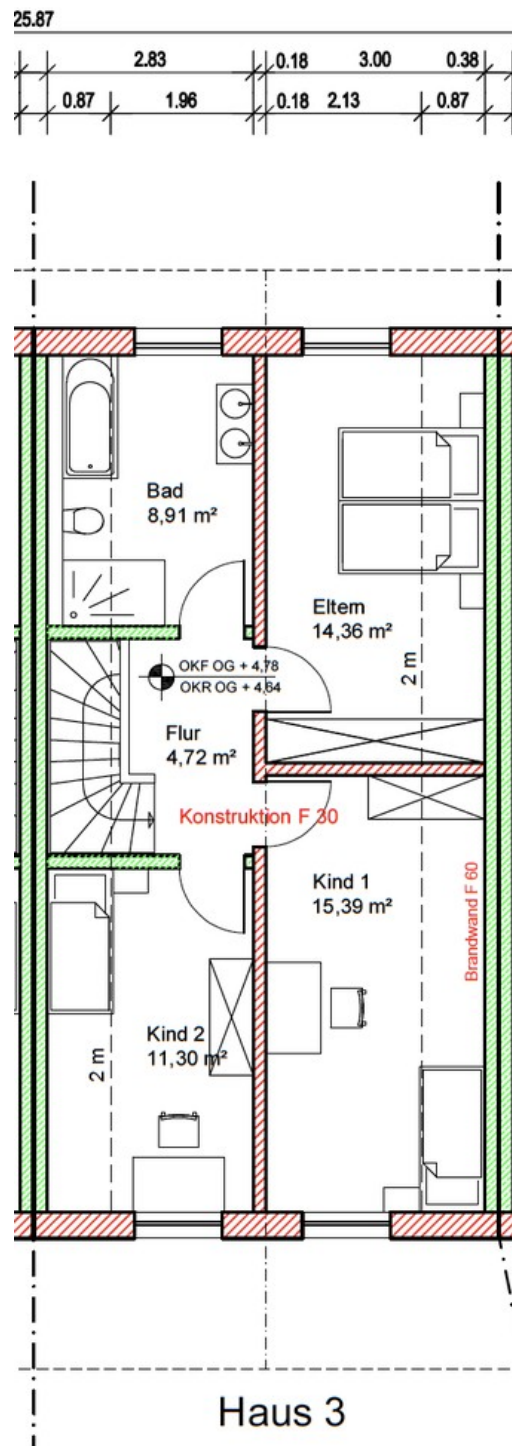 25.87
2.83 0.18 3.00 0.38
0.87 1.96 0.18 2.13 0.87
Bad
8,91 m²
Eltern
14,36 m²
2 m
OKF OG + 4,78
OKR OG + 4,64
Flur
4,72 m²
Konstruktion F 30
Kind 1
15,39 m²
Brandwand F 60
Kind 2
11,30 m²
2 m
Haus 3